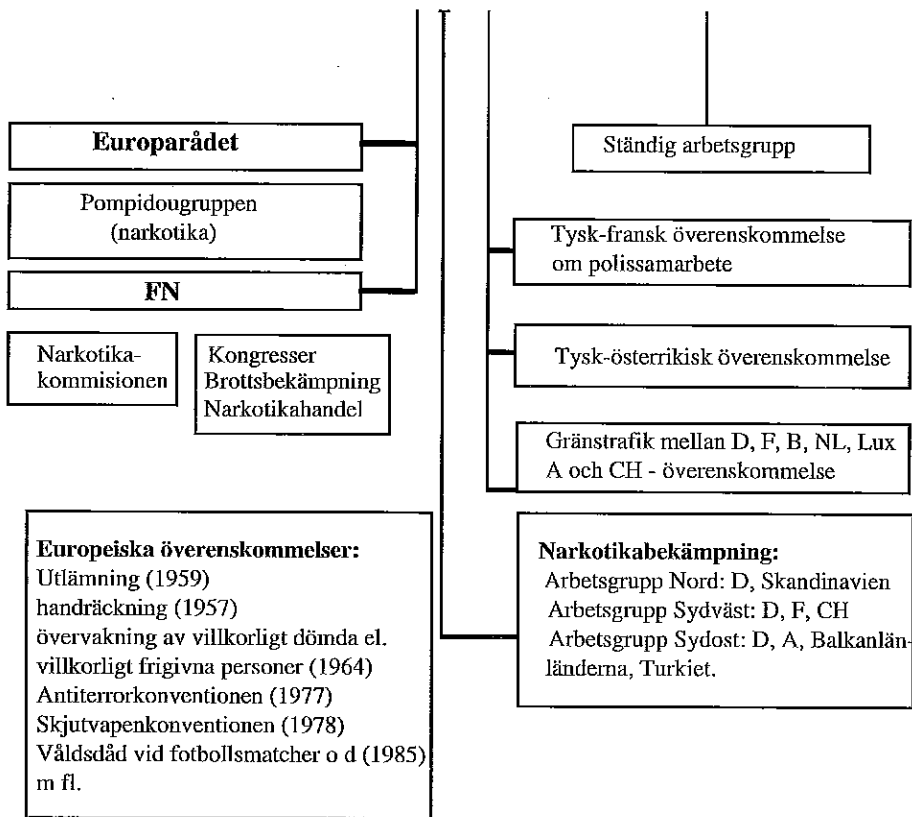 Europarådet
Pompidougruppen
(narkotika)
FN
Narkotika-
kommisionen
Kongresser
Brottsbekämpning
Narkotikahandel
Europeiska överenskommelser:
Utlämning (1959)
handräckning (1957)
övervakning av villkorligt dömda el.
villkorligt frigivna personer (1964)
Antiterrorkonventionen (1977)
Skjutvapenkonventionen (1978)
Våldsdåd vid fotbollsmatcher o d (1985)
m fl.
Ständig arbetsgrupp
Tysk-fransk överenskommelse
om polissamarbete
Tysk-österrikisk överenskommelse
Gränstrafik mellan D, F, B, NL, Lux
A och CH - överenskommelse
Narkotikabekämpning:
Arbetsgrupp Nord: D, Skandinavien
Arbetsgrupp Sydväst: D, F, CH
Arbetsgrupp Sydost: D, A, Balkanlän-
länderna, Turkiet.